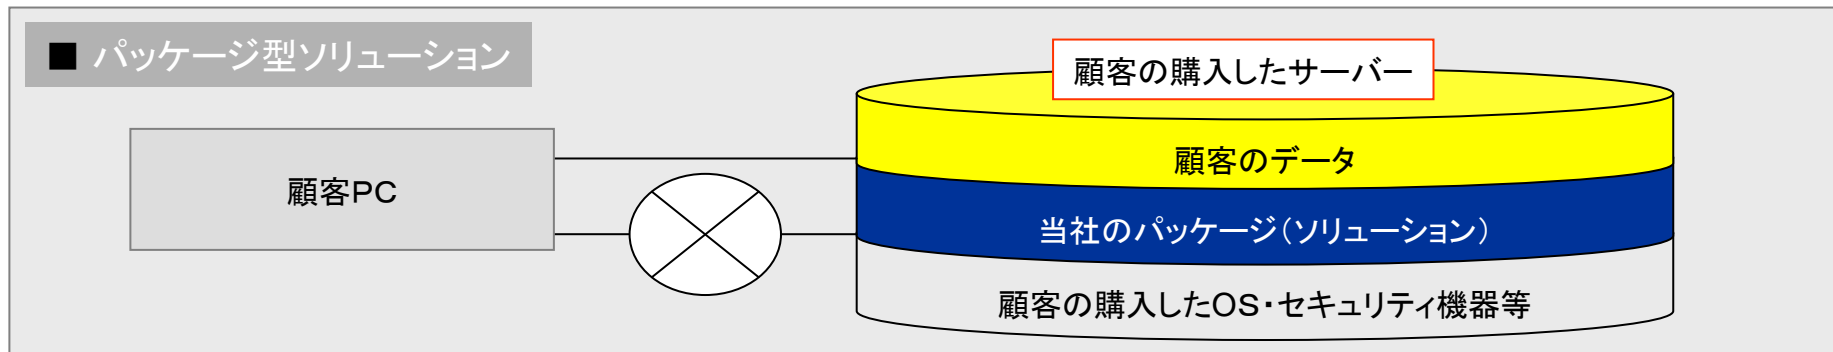 ■ パッケージ型ソリューション
顧客の購入したサーバー
顧客のデータ
顧客PC
当社のパッケージ(ソリューション)
顧客の購入したOS・セキュリティ機器等